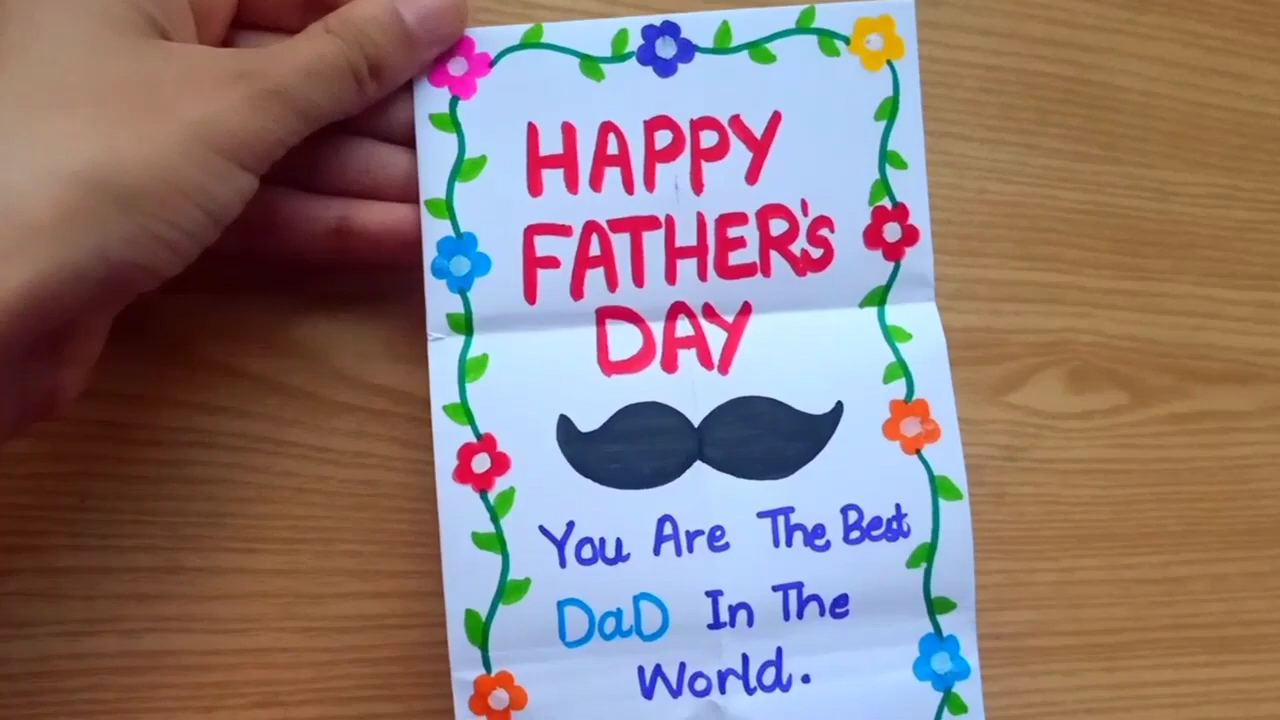 HAPPY
FATHER'S
DAY
You Are The Best
DaD In The
World.